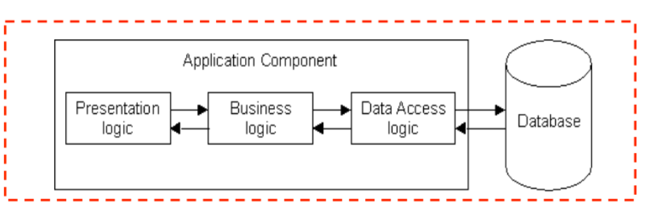 Application Component
Presentation
logic
Business
logic
Data Access
logic
Database